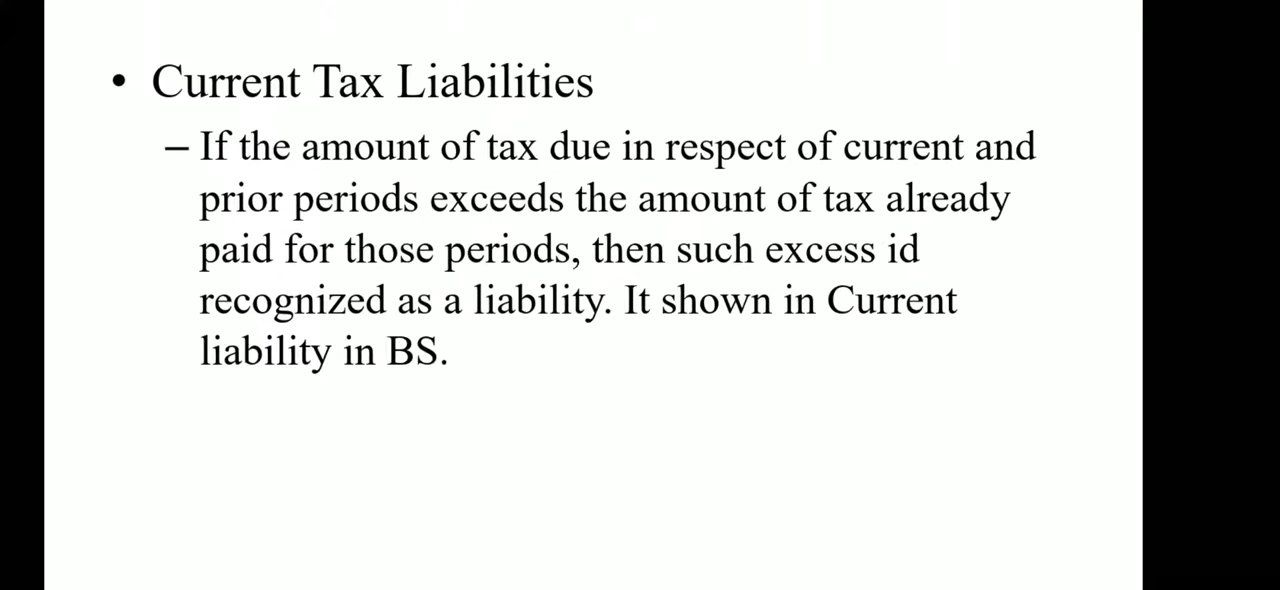 • Current Tax Liabilities
– If the amount of tax due in respect of current and
prior periods exceeds the amount of tax already
paid for those periods, then such excess id
recognized as a liability. It shown in Current
liability in BS.